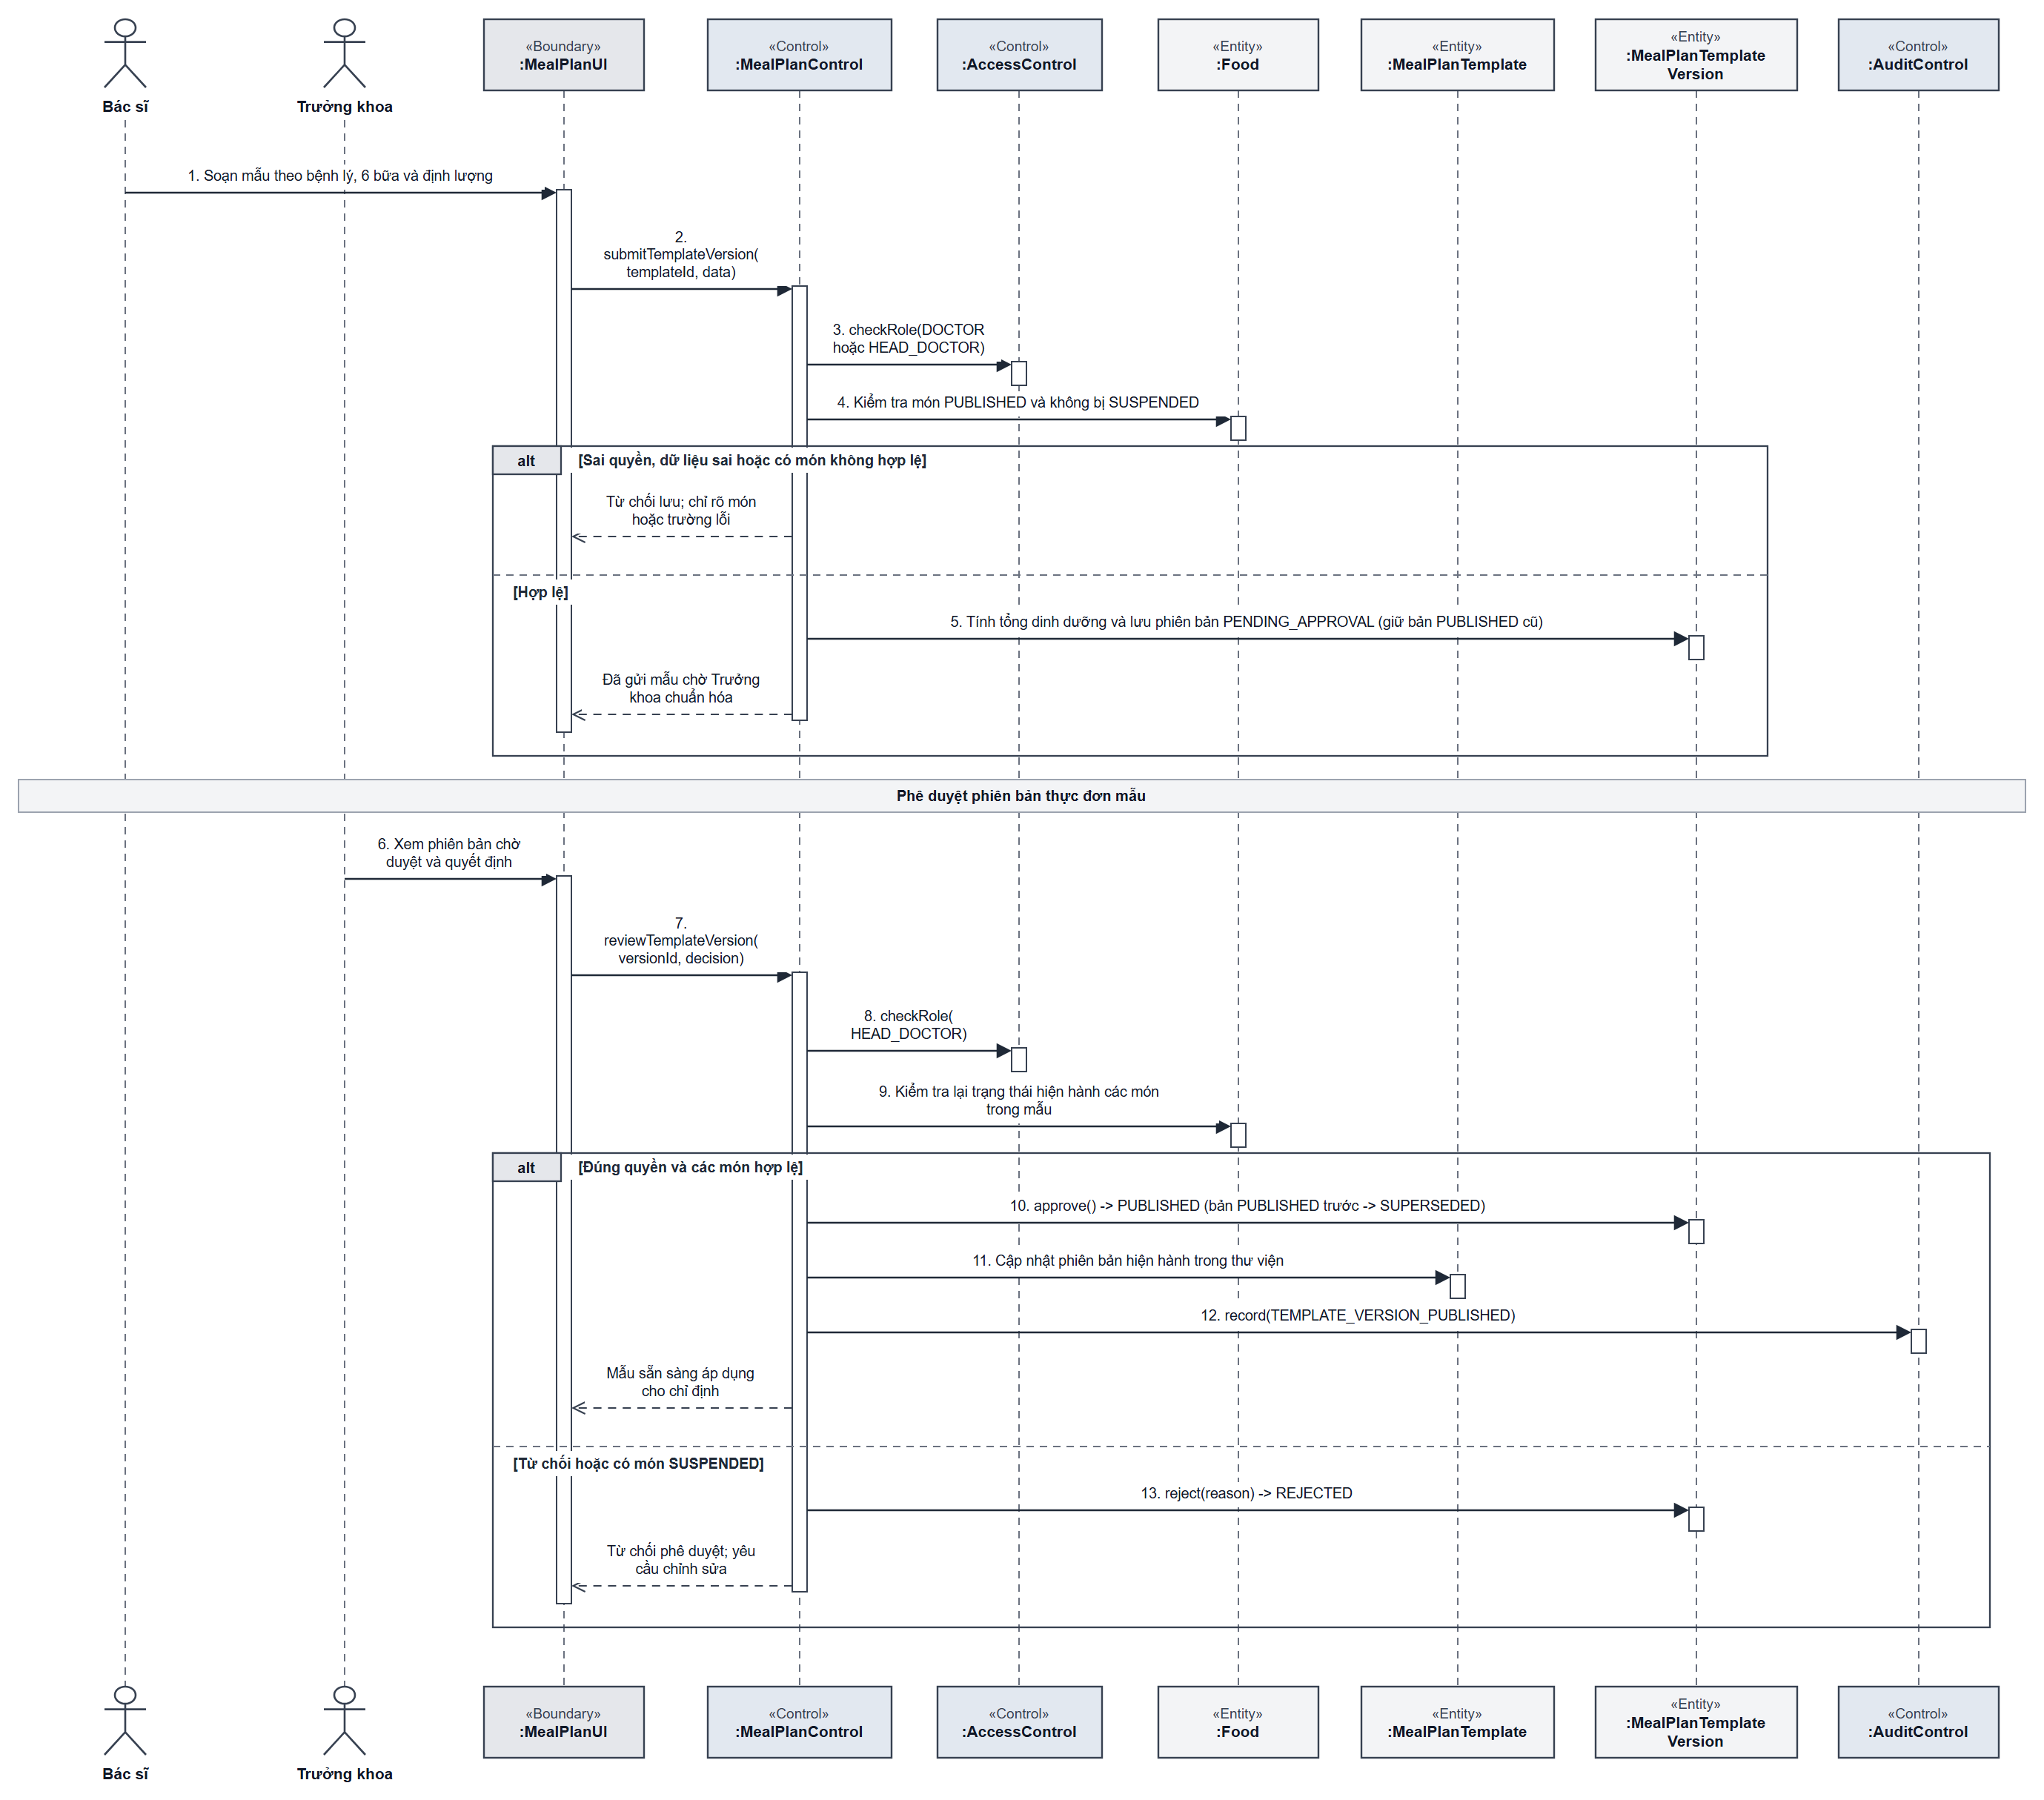 «Boundary»
:MealPlanUI
«Control»
:MealPlanControl
«Control»
:AccessControl
«Entity»
:Food
«Entity»
:MealPlanTemplate
«Entity»
:MealPlanTemplate
Version
«Control»
:AuditControl
Bác sĩ
Trưởng khoa
1. Soạn mẫu theo bệnh lý, 6 bữa và định lượng
2.
submitTemplateVersion(
templateId, data)
3. checkRole(DOCTOR
hoặc HEAD_DOCTOR)
4. Kiểm tra món PUBLISHED và không bị SUSPENDED
alt
[Sai quyền, dữ liệu sai hoặc có món không hợp lệ]
Từ chối lưu; chỉ rõ món
hoặc trường lỗi
[Hợp lệ]
5. Tính tổng dinh dưỡng và lưu phiên bản PENDING_APPROVAL (giữ bản PUBLISHED cũ)
Đã gửi mẫu chờ Trưởng
khoa chuẩn hóa
Phê duyệt phiên bản thực đơn mẫu
6. Xem phiên bản chờ
duyệt và quyết định
7.
reviewTemplateVersion(
versionId, decision)
8. checkRole(
HEAD_DOCTOR)
9. Kiểm tra lại trạng thái hiện hành các món
trong mẫu
alt
[Đúng quyền và các món hợp lệ]
10. approve() -> PUBLISHED (bản PUBLISHED trước -> SUPERSEDED)
11. Cập nhật phiên bản hiện hành trong thư viện
12. record(TEMPLATE_VERSION_PUBLISHED)
Mẫu sẵn sàng áp dụng
cho chỉ định
[Từ chối hoặc có món SUSPENDED]
13. reject(reason) -> REJECTED
Từ chối phê duyệt; yêu
cầu chỉnh sửa
«Boundary»
:MealPlanUI
«Control»
:MealPlanControl
«Control»
:AccessControl
«Entity»
:Food
«Entity»
:MealPlanTemplate
«Entity»
:MealPlanTemplate
Version
«Control»
:AuditControl
Bác sĩ
Trưởng khoa